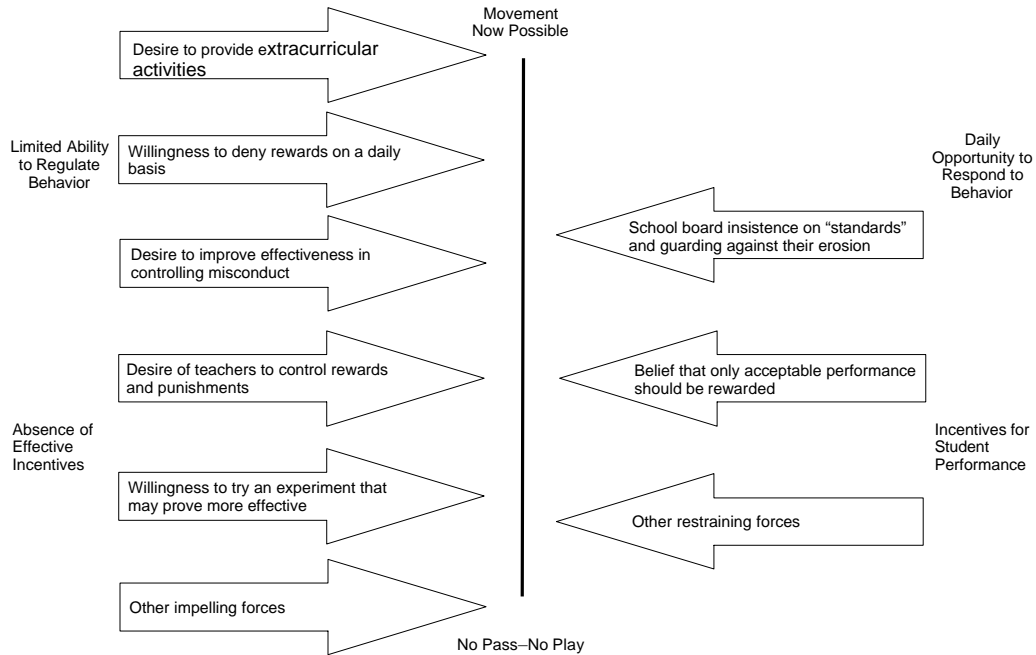 Movement
Now Possible
Desire to provide extracurricular
activities
Limited Ability
to Regulate
Behavior
Willingness to deny rewards on a daily
basis
Daily
Opportunity to
Respond to
Behavior
School board insistence on “standards”
and guarding against their erosion
Desire to improve effectiveness in
controlling misconduct
Desire of teachers to control rewards
and punishments
Belief that only acceptable performance
should be rewarded
Absence of
Effective
Incentives
Incentives for
Student
Performance
Willingness to try an experiment that
may prove more effective
Other restraining forces
Other impelling forces
No Pass–No Play